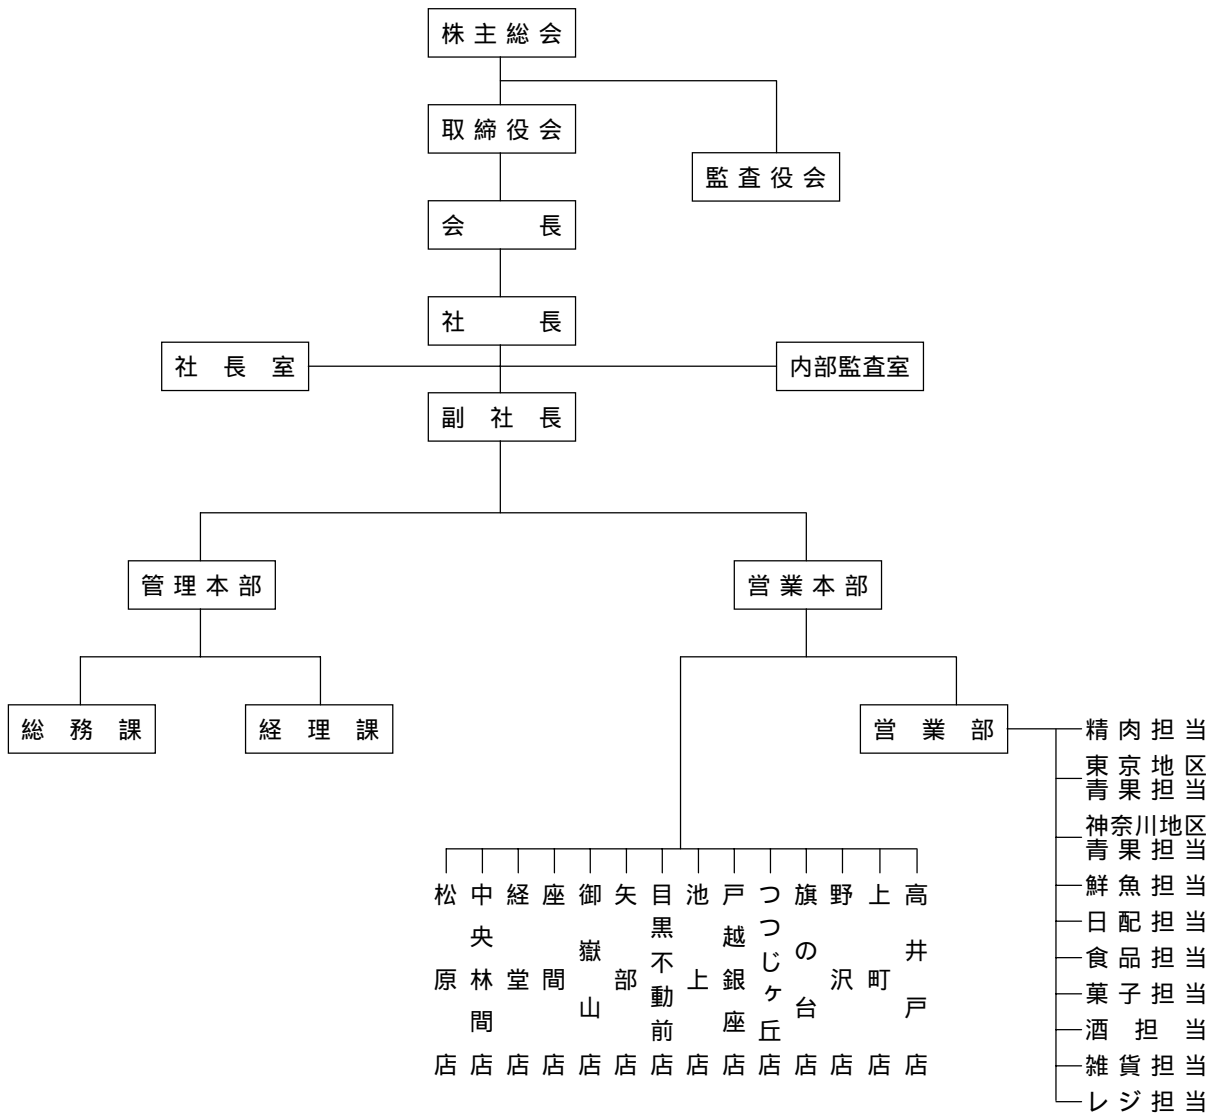 株主総会
取締役会
監査役会
会長
社長
社長室
内部監査室
副社長
管理本部
営業本部
総務課
経理課
営業部
精肉担当
東京地区
青果担当
神奈川地区
青果担当
鮮魚担当
日配担当
食品担当
菓子担当
酒担当
雑貨担当
レジ担当
松原店
中央林間店
経堂店
座間店
御嶽山店
矢部店
目黒不動前店
池上店
戸越銀座店
つつじヶ丘店
旗の台店
野沢店
上町店
高井戸店